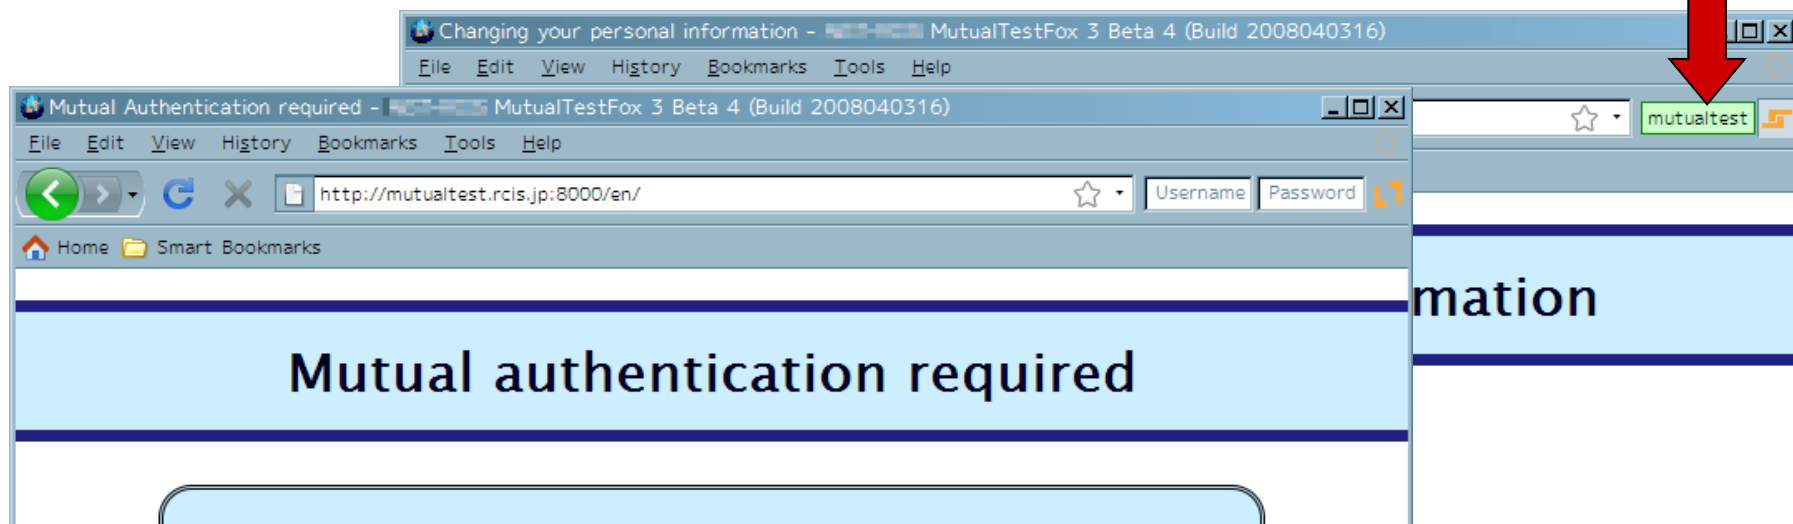 Changing your personal information - MutualTestFox 3 Beta 4 (Build 2008040316)
File Edit View History Bookmarks Tools Help
mutualtest
mation
Mutual Authentication required - MutualTestFox 3 Beta 4 (Build 2008040316)
File Edit View History Bookmarks Tools Help
http://mutualtest.rcis.jp:8000/en/ Username Password
Home Smart Bookmarks
Mutual authentication required